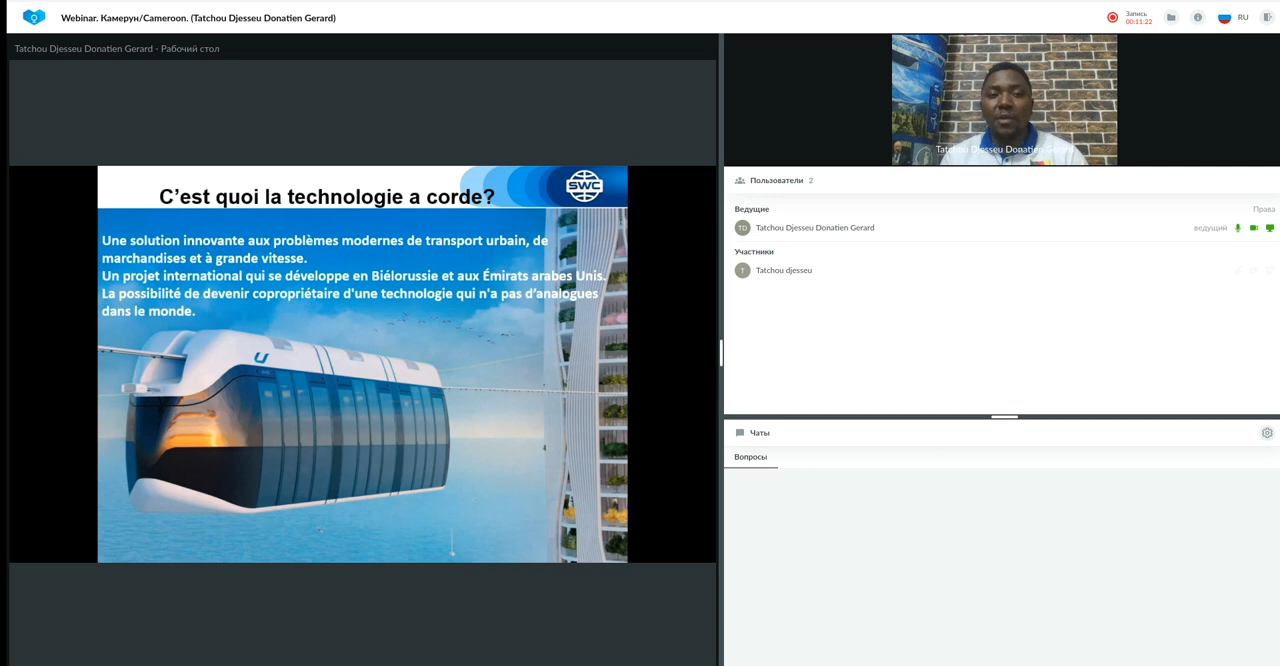 Webinar. Камерун/Cameroon. (Tatchou Djesseu Donatien Gerard)
Запись
00:11:22
RU
Tatchou Djesseu Donatien Gerard - Рабочий стол
C'est quoi la technologie a corde?
SWC
Une solution innovante aux problèmes modernes de transport urbain, de
marchandises et à grande vitesse.
Un projet international qui se développe en Biélorussie et aux Émirats arabes Unis.
La possibilité de devenir copropriétaire d'une technologie qui n'a pas d'analogues
dans le monde.
U
Tatchou Djesseu Donatien Gerard
Пользователи 2
Ведущие Права
TD Tatchou Djesseu Donatien Gerard ведущий
Участники
T Tatchou djesseu
Чаты
Вопросы